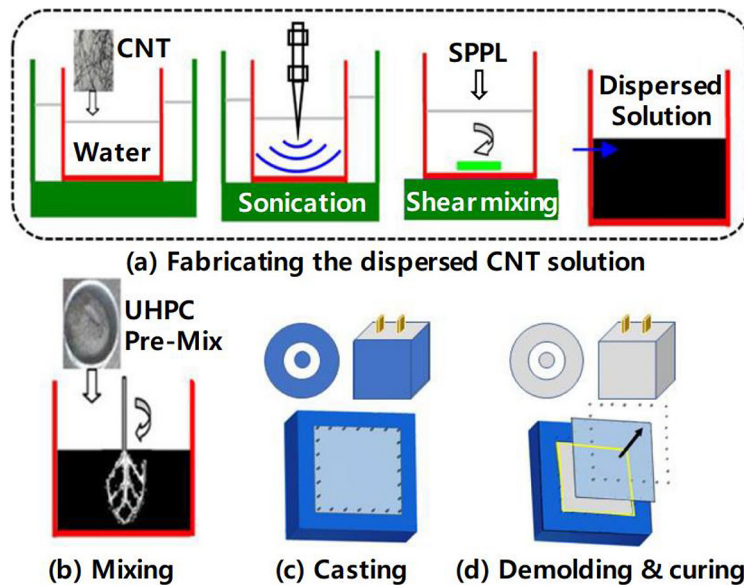 CNT
Water
Sonication
SPPL
Shear mixing
Dispersed
Solution
(a) Fabricating the dispersed CNT solution
UHPC
Pre-Mix
(b) Mixing
(c) Casting
(d) Demolding & curing